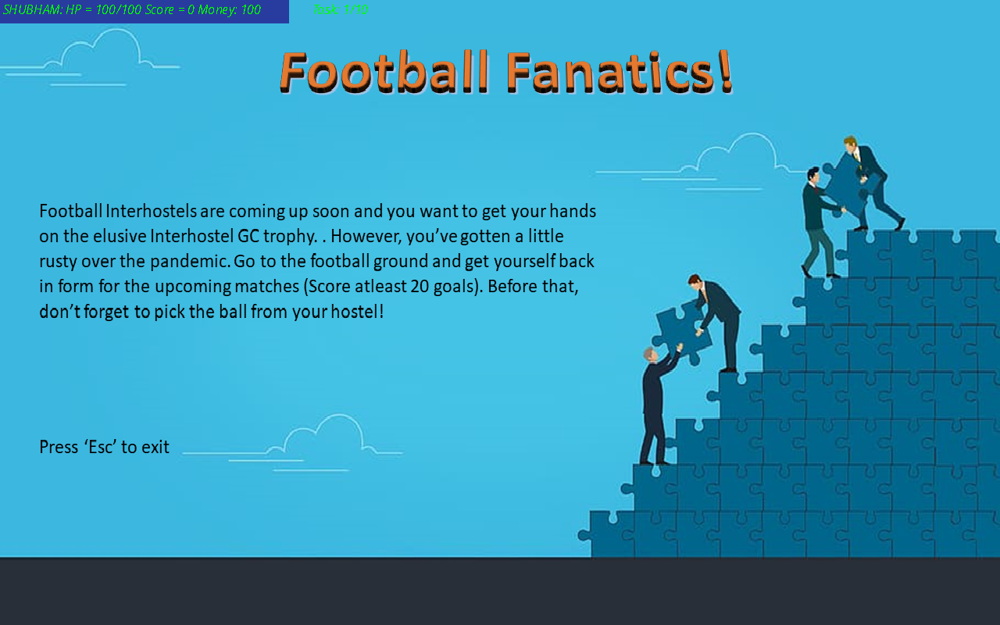 SHUBHAM: HP = 100/100 Score = 0 Money: 100 Task: 1/10
Football Fanatics!
Football Interhostels are coming up soon and you want to get your hands
on the elusive Interhostel GC trophy. . However, you’ve gotten a little
rusty over the pandemic. Go to the football ground and get yourself back
in form for the upcoming matches (Score atleast 20 goals). Before that,
don’t forget to pick the ball from your hostel!
Press ‘Esc’ to exit